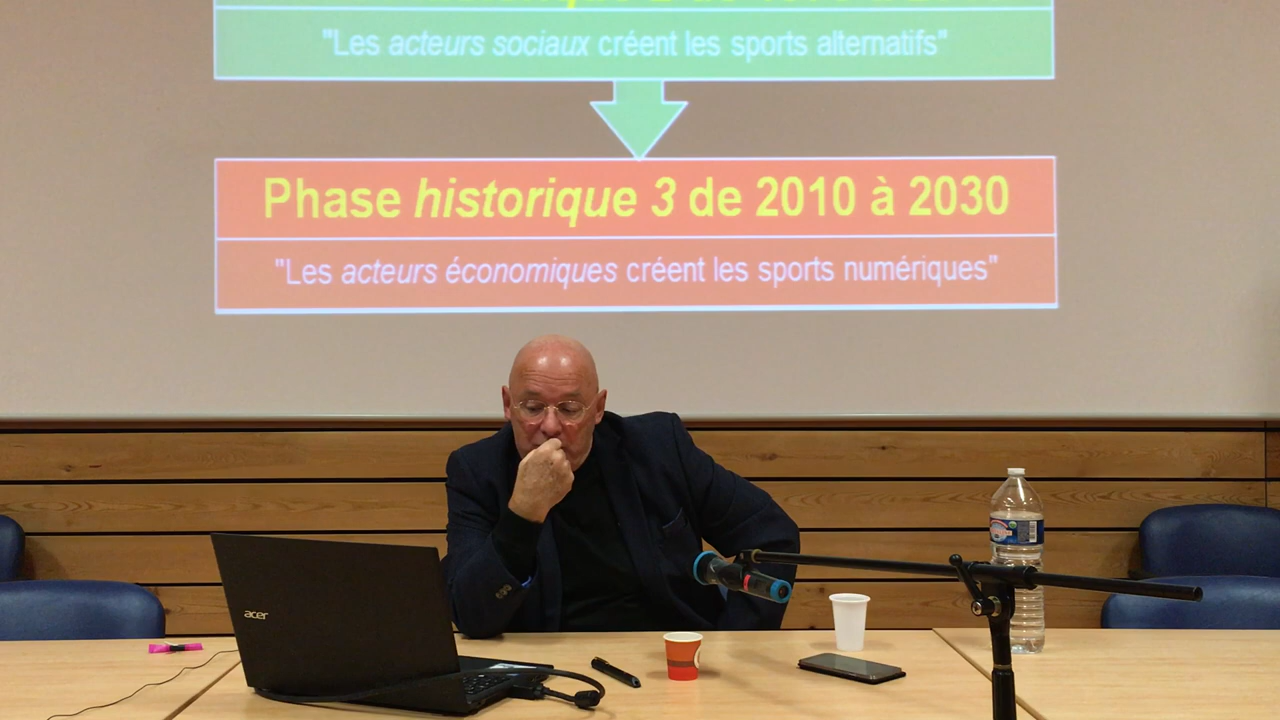 "Les acteurs sociaux créent les sports alternatifs"
Phase historique 3 de 2010 à 2030
"Les acteurs économiques créent les sports numériques"
acer